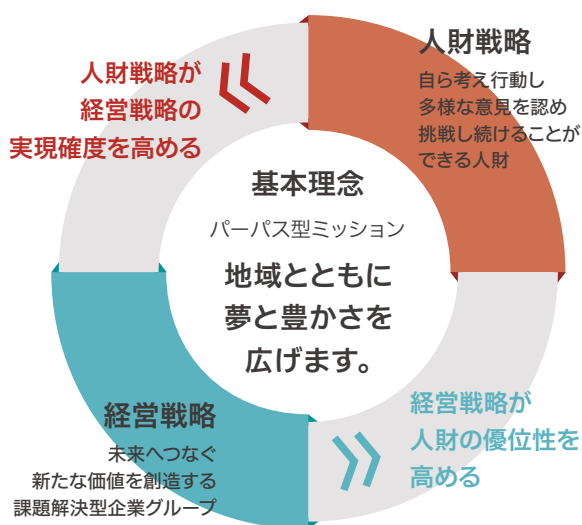 人財戦略が
経営戦略の
実現確度を高める
人財戦略
自ら考え行動し
多様な意見を認め
挑戦し続けることが
できる人財
基本理念
パーパス型ミッション
地域とともに
夢と豊かさを
広げます。
経営戦略
未来へつなぐ
新たな価値を創造する
課題解決型企業グループ
経営戦略が
人財の優位性を
高める